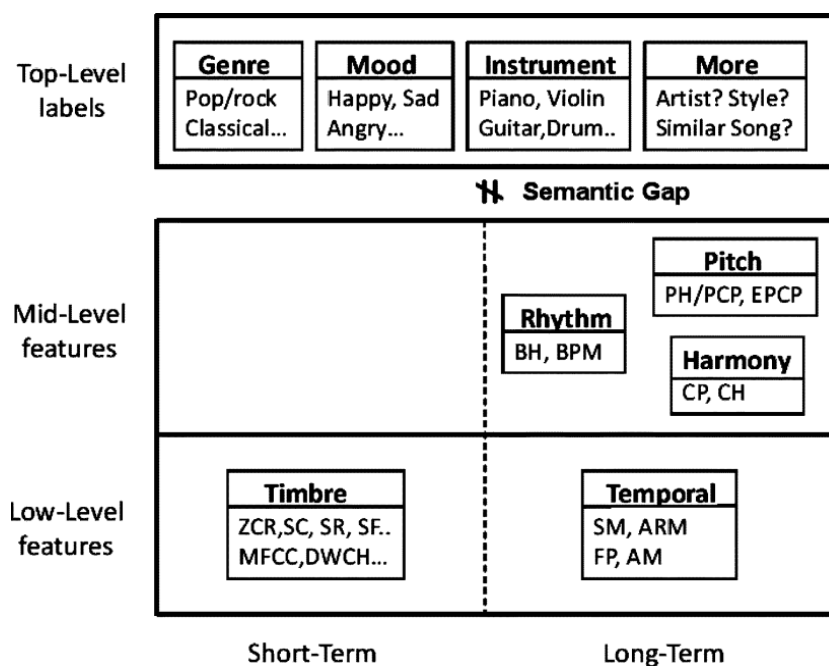 Top-Level
labels
Genre
Pop/rock
Classical...
Mood
Happy, Sad
Angry...
Instrument
Piano, Violin
Guitar,Drum..
More
Artist? Style?
Similar Song?
Semantic Gap
Mid-Level
features
Pitch
PH/PCP, EPCP
Rhythm
BH, BPM
Harmony
CP, CH
Low-Level
features
Timbre
ZCR,SC, SR, SF..
MFCC,DWCH...
Temporal
SM, ARM
FP, AM
Short-Term
Long-Term